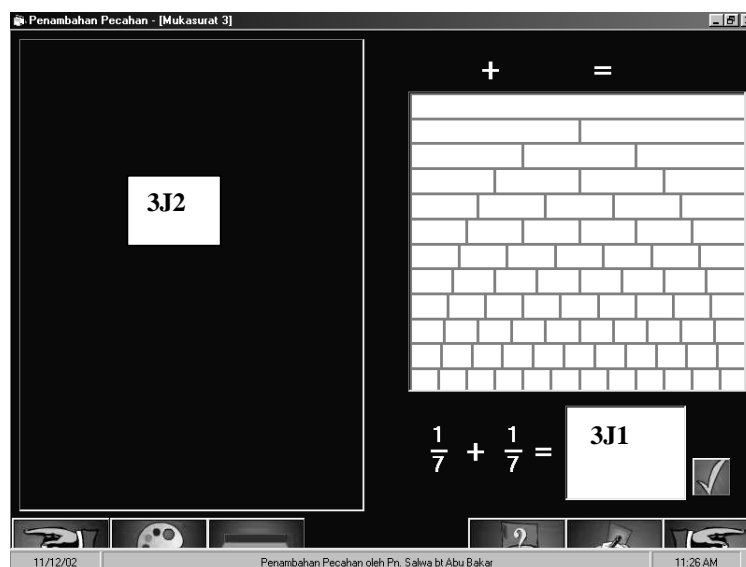 Penambahan Pecahan - [Mukasurat 3]
+ =
3J2
1/7 + 1/7 =
3J1
?
11/12/02 Penambahan Pecahan oleh Pn. Salwa bt Abu Bakar 11:26 AM